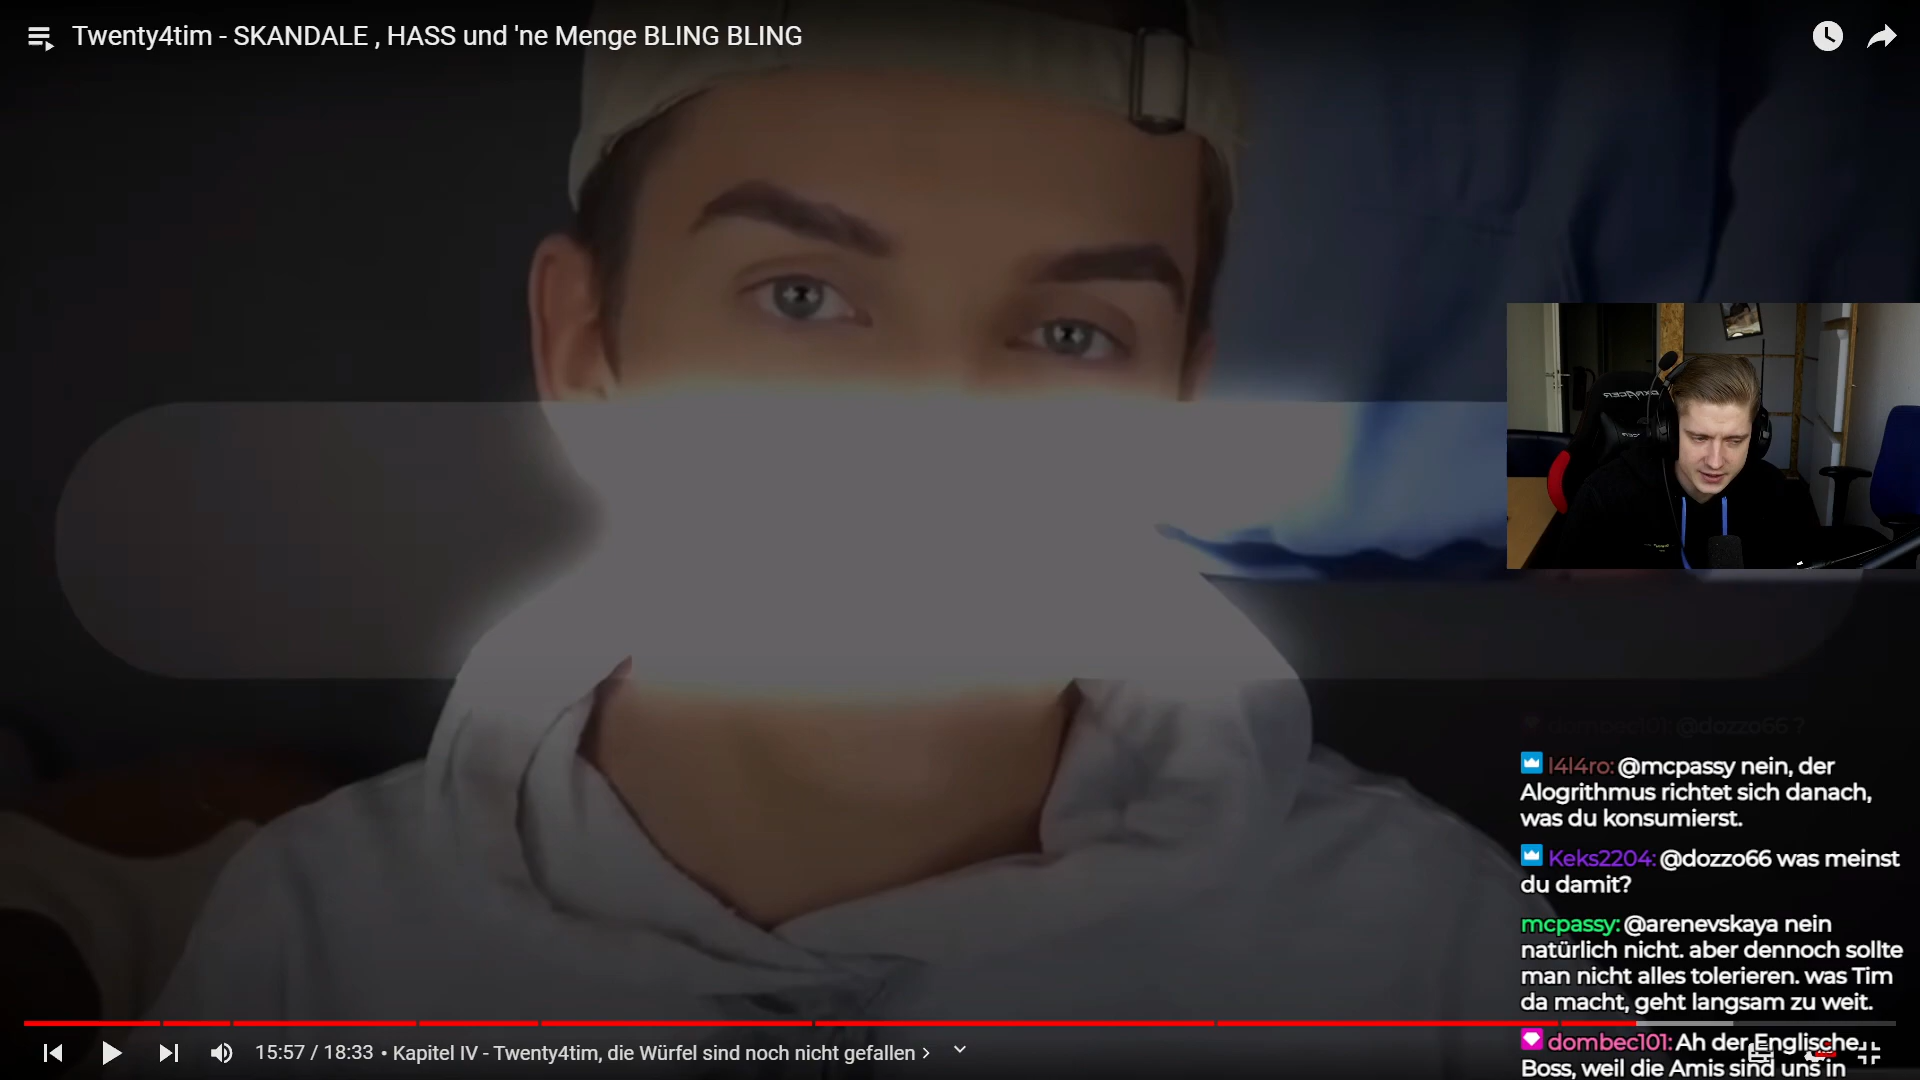 Twenty4tim - SKANDALE , HASS und 'ne Menge BLING BLING
dombec101: @dozzo66 ?
l4l4ro: @mcpassy nein, der
Alogrithmus richtet sich danach,
was du konsumierst.
Keks2204: @dozzo66 was meinst
du damit?
mcpassy: @arenevskaya nein
natürlich nicht. aber dennoch sollte
man nicht alles tolerieren. was Tim
da macht, geht langsam zu weit.
dombec101: Ah der Englische
Boss, weil die Amis sind uns in
15:57 / 18:33 • Kapitel IV - Twenty4tim, die Würfel sind noch nicht gefallen